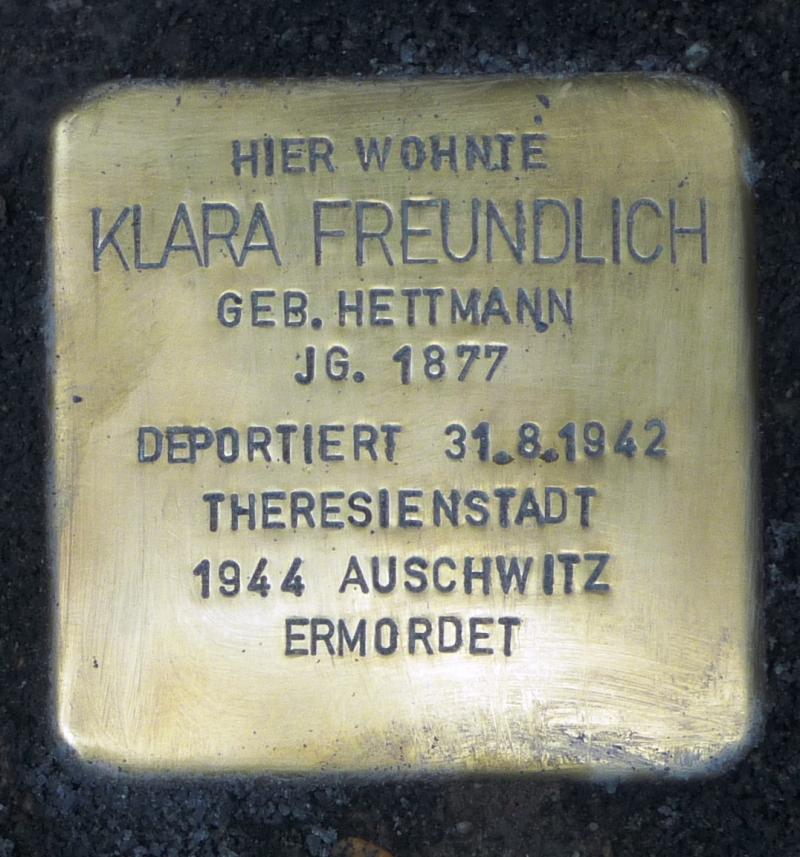 HIER WOHNTE
KLARA FREUNDLICH
GEB. HETTMANN
JG. 1877
DEPORTIERT 31.8.1942
THERESIENSTADT
1944 AUSCHWITZ
ERMORDET